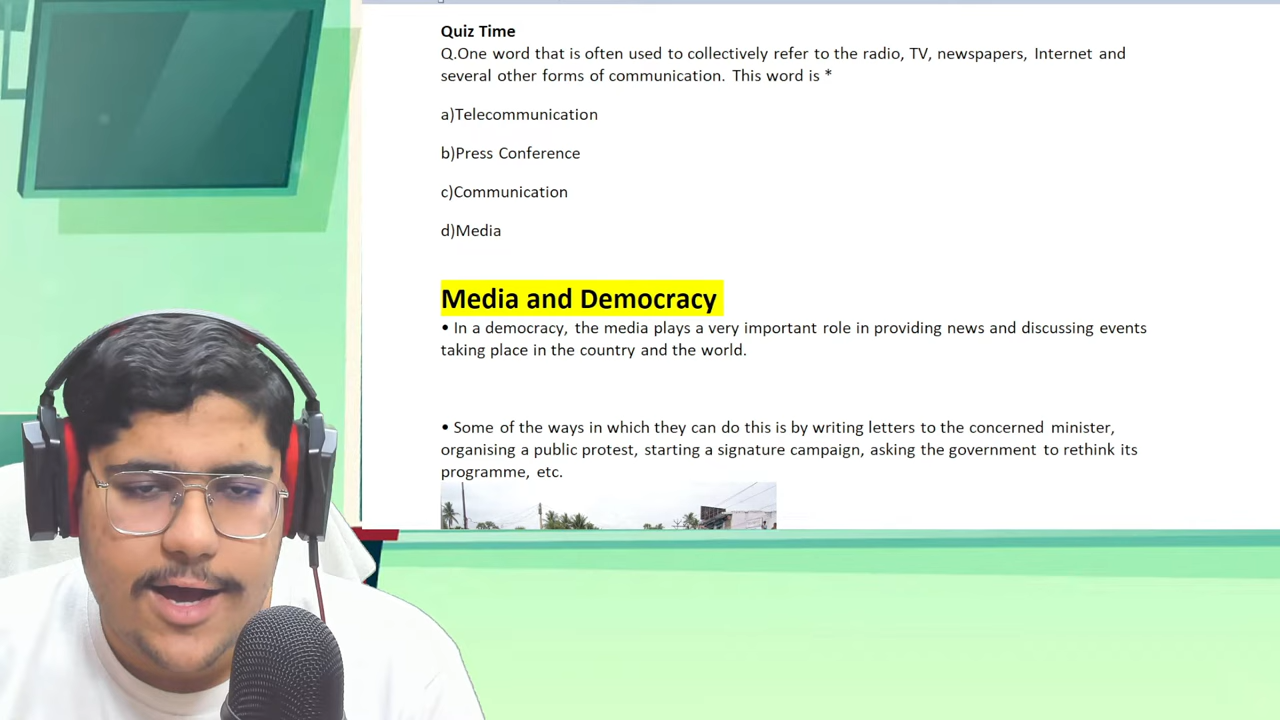 Quiz Time
Q.One word that is often used to collectively refer to the radio, TV, newspapers, Internet and
several other forms of communication. This word is *
a)Telecommunication
b)Press Conference
c)Communication
d)Media
Media and Democracy
• In a democracy, the media plays a very important role in providing news and discussing events
taking place in the country and the world.
• Some of the ways in which they can do this is by writing letters to the concerned minister,
organising a public protest, starting a signature campaign, asking the government to rethink its
programme, etc.